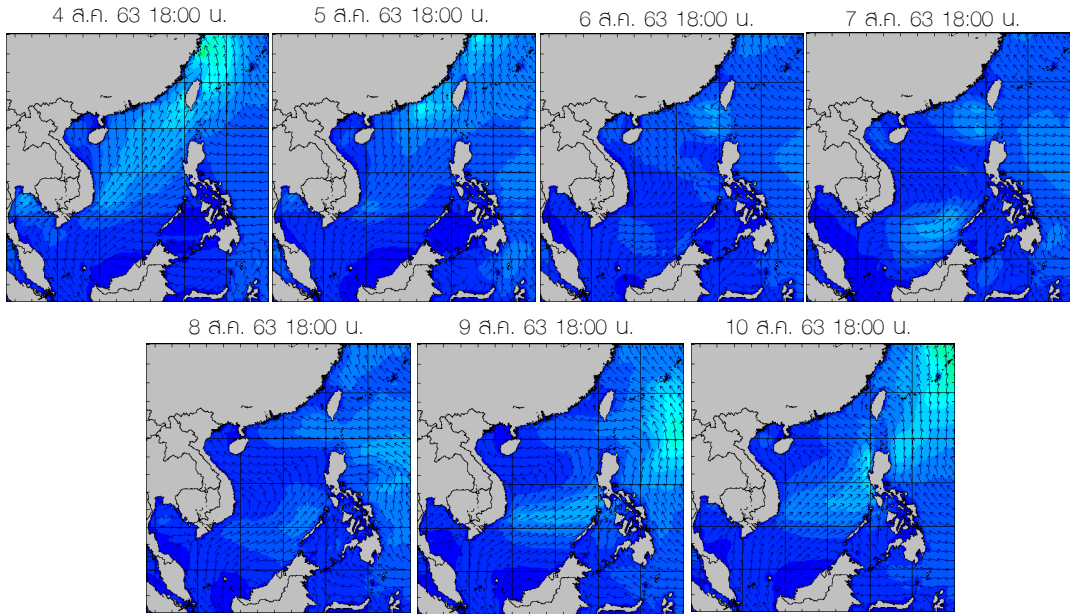 4 ส.ค. 63 18:00 น.
5 ส.ค. 63 18:00 น.
6 ส.ค. 63 18:00 น.
7 ส.ค. 63 18:00 น.
8 ส.ค. 63 18:00 น.
9 ส.ค. 63 18:00 น.
10 ส.ค. 63 18:00 น.